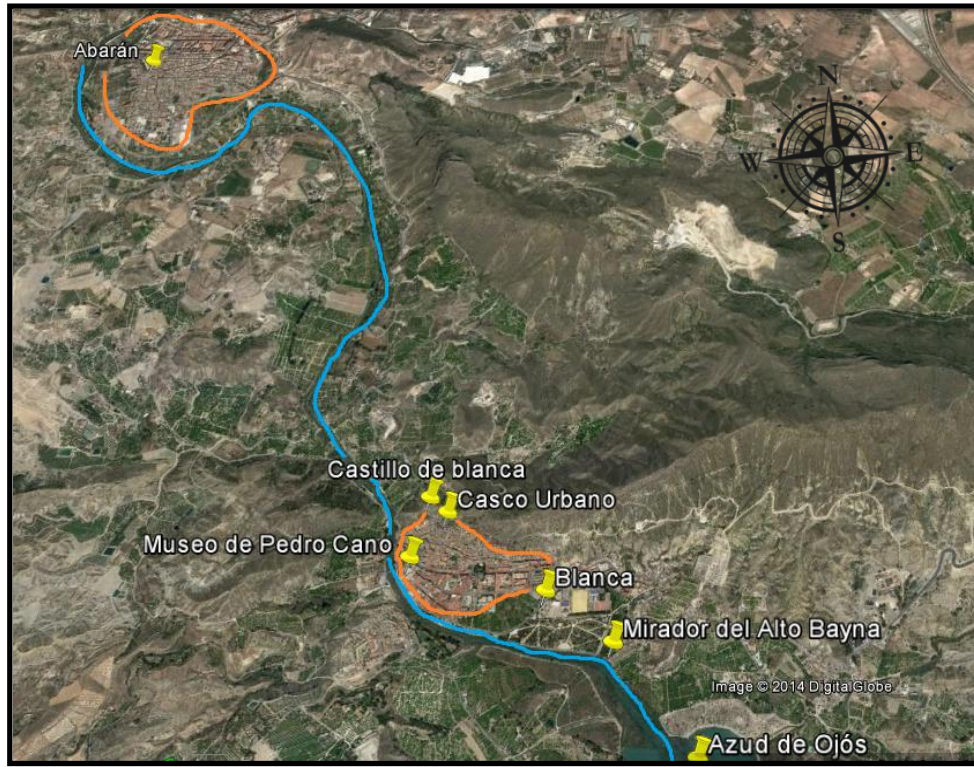 Abarán
N
W
E
S
Castillo de blanca
Casco Urbano
Museo de Pedro Cano
Blanca
Mirador del Alto Bayna
Image © 2014 DigitalGlobe
Azud de Ojós